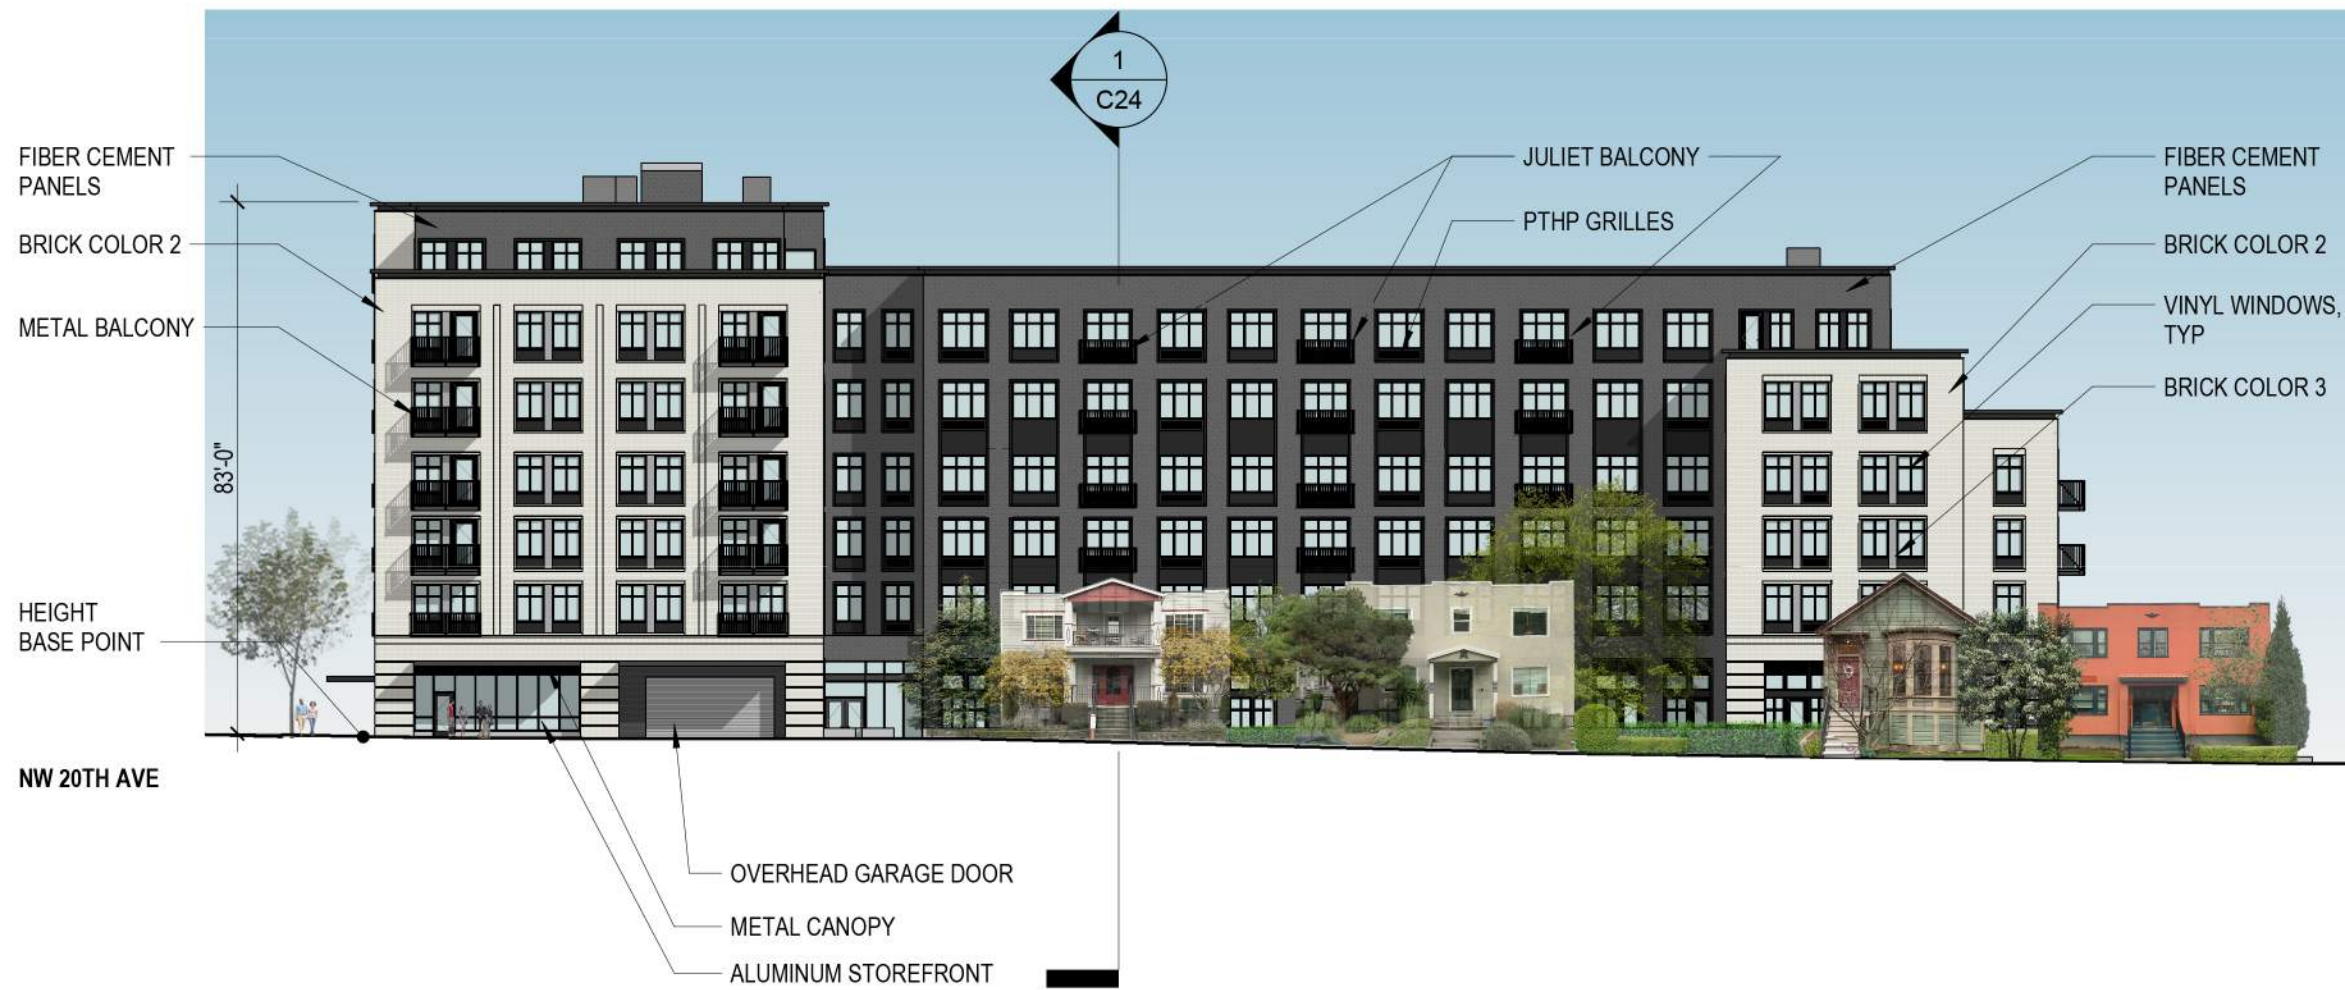 1
C24
FIBER CEMENT
PANELS
BRICK COLOR 2
METAL BALCONY
83'-0"
HEIGHT
BASE POINT
NW 20TH AVE
JULIET BALCONY
PTHP GRILLES
FIBER CEMENT
PANELS
BRICK COLOR 2
VINYL WINDOWS,
TYP
BRICK COLOR 3
OVERHEAD GARAGE DOOR
METAL CANOPY
ALUMINUM STOREFRONT